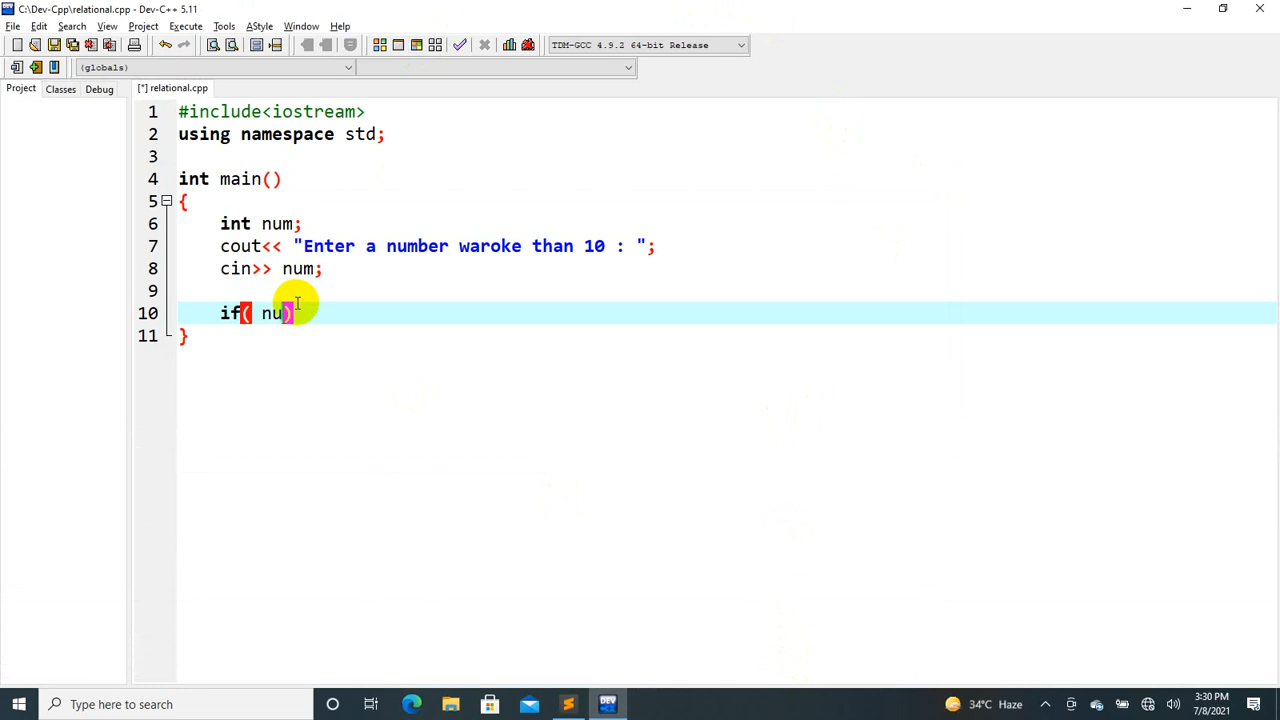 C:\Dev-Cpp\relational.cpp - Dev-C++ 5.11
File Edit Search View Project Execute Tools AStyle Window Help
TDM-GCC 4.9.2 64-bit Release
(globals)
Project Classes Debug [*] relational.cpp
1 #include<iostream>
2 using namespace std;
3
4 int main()
5 {
6 int num;
7 cout<< "Enter a number waroke than 10 : ";
8 cin>> num;
9
10 if( nu)
11 }
Type here to search
DEV
34°C Haze
3:30 PM
7/8/2021